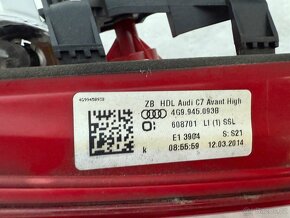 4G9945093B
ZB HDL Audi C7 Avant High
4G9.945.093B
608701 LI (1) SSL
E1 3904 S: S21
k: 08:55:59 12.03.2014